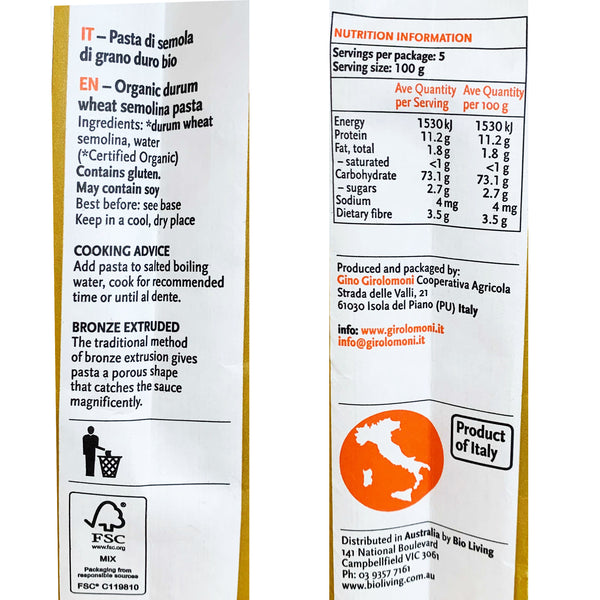 IT – Pasta di semola
di grano duro bio
EN – Organic durum
wheat semolina pasta
Ingredients: *durum wheat
semolina, water
(*Certified Organic)
Contains gluten.
May contain soy
Best before: see base
Keep in a cool, dry place
COOKING ADVICE
Add pasta to salted boiling
water, cook for recommended
time or until al dente.
BRONZE EXTRUDED
The traditional method
of bronze extrusion gives
pasta a porous shape
that catches the sauce
magnificently.
FSC
www.fsc.org
MIX
Packaging from
responsible sources
FSC® C119810
NUTRITION INFORMATION
Servings per package: 5
Serving size: 100 g
Ave Quantity Ave Quantity
per Serving per 100 g
Energy 1530 kJ 1530 kJ
Protein 11.2 g 11.2 g
Fat, total 1.8 g 1.8 g
– saturated <1 g <1 g
Carbohydrate 73.1 g 73.1 g
– sugars 2.7 g 2.7 g
Sodium 4 mg 4 mg
Dietary fibre 3.5 g 3.5 g
Produced and packaged by:
Gino Girolomoni Cooperativa Agricola
Strada delle Valli, 21
61030 Isola del Piano (PU) Italy
info: www.girolomoni.it
info@girolomoni.it
Product
of Italy
Distributed in Australia by Bio Living
141 National Boulevard
Campbellfield VIC 3061
Ph: 03 9357 7161
www.bioliving.com.au